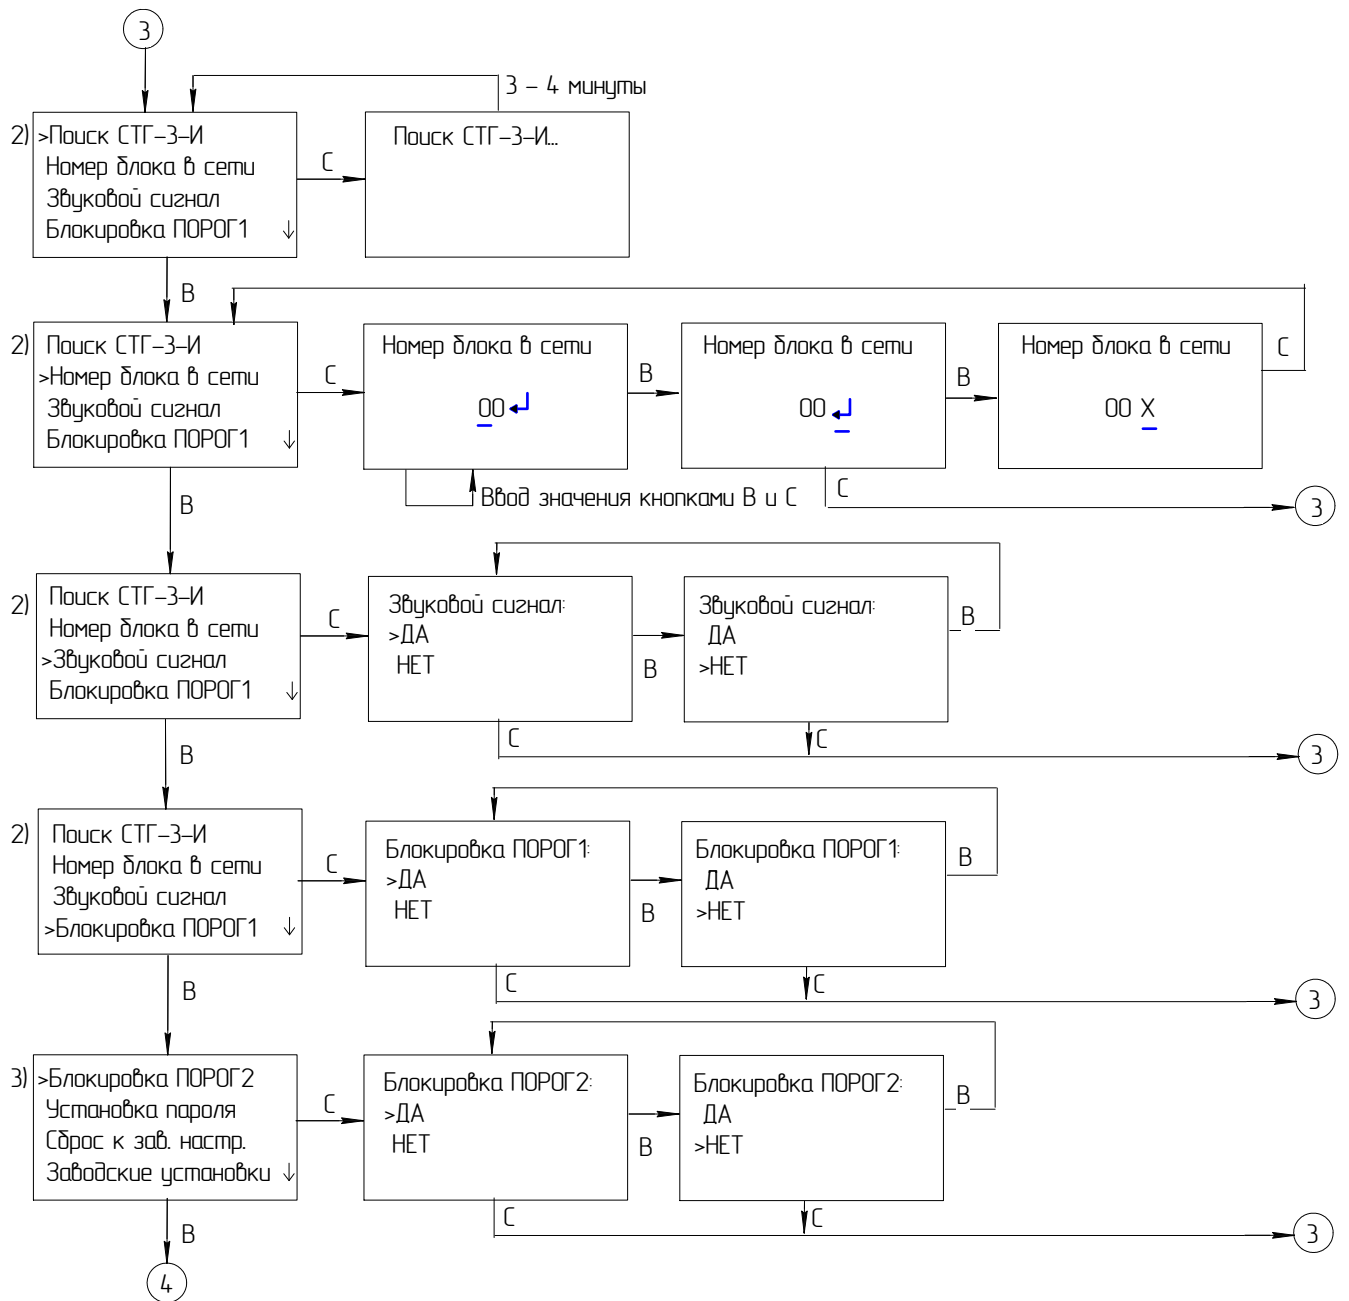 3
3 – 4 минуты
2) >Поиск СТГ–3–И
Номер блока в сети
Звуковой сигнал
Блокировка ПОРОГ1 ↓
С
Поиск СТГ–3–И...
В
2) Поиск СТГ–3–И
>Номер блока в сети
Звуковой сигнал
Блокировка ПОРОГ1 ↓
С
Номер блока в сети
00
В
Номер блока в сети
00
В
Номер блока в сети
00 X
С
Ввод значения кнопками В и С
С
3
В
2) Поиск СТГ–3–И
Номер блока в сети
>Звуковой сигнал
Блокировка ПОРОГ1 ↓
С
Звуковой сигнал:
>ДА
НЕТ
В
Звуковой сигнал:
ДА
>НЕТ
В
С
С
3
В
2) Поиск СТГ–3–И
Номер блока в сети
Звуковой сигнал
>Блокировка ПОРОГ1 ↓
С
Блокировка ПОРОГ1:
>ДА
НЕТ
В
Блокировка ПОРОГ1:
ДА
>НЕТ
В
С
С
3
В
3) >Блокировка ПОРОГ2
Установка пароля
Сброс к зав. настр.
Заводские установки ↓
С
Блокировка ПОРОГ2:
>ДА
НЕТ
В
Блокировка ПОРОГ2:
ДА
>НЕТ
В
С
С
3
В
4